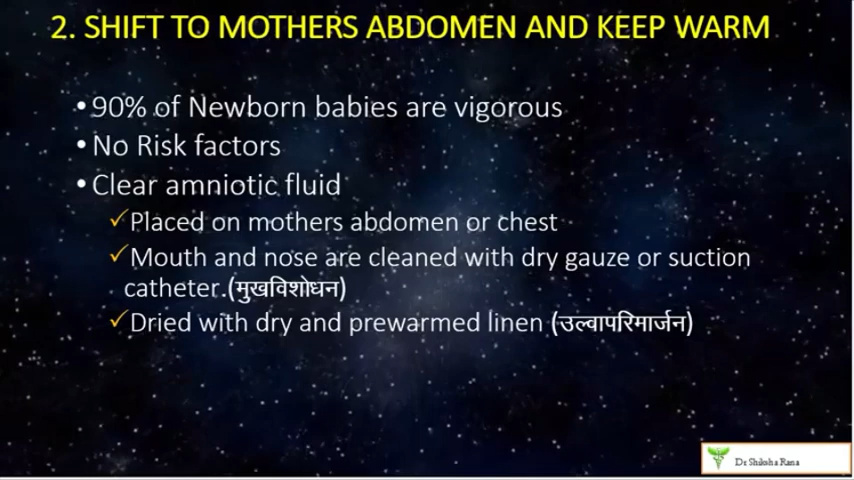 2. SHIFT TO MOTHERS ABDOMEN AND KEEP WARM
• 90% of Newborn babies are vigorous
• No Risk factors
• Clear amniotic fluid
✓Placed on mothers abdomen or chest
✓Mouth and nose are cleaned with dry gauze or suction
catheter.(मुखविशोधन)
✓Dried with dry and prewarmed linen (उल्वापरिमार्जन)
Dr Shiksha Rana